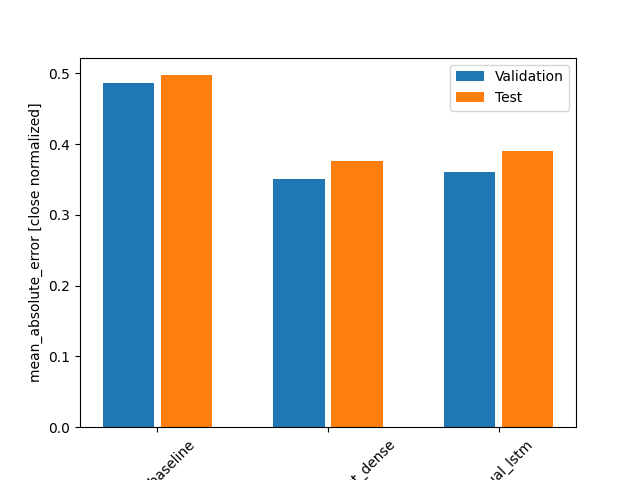 Validation
Test
mean_absolute_error [close normalized]
0.5
0.4
0.3
0.2
0.1
0.0
baseline
t_dense
ual_lstm